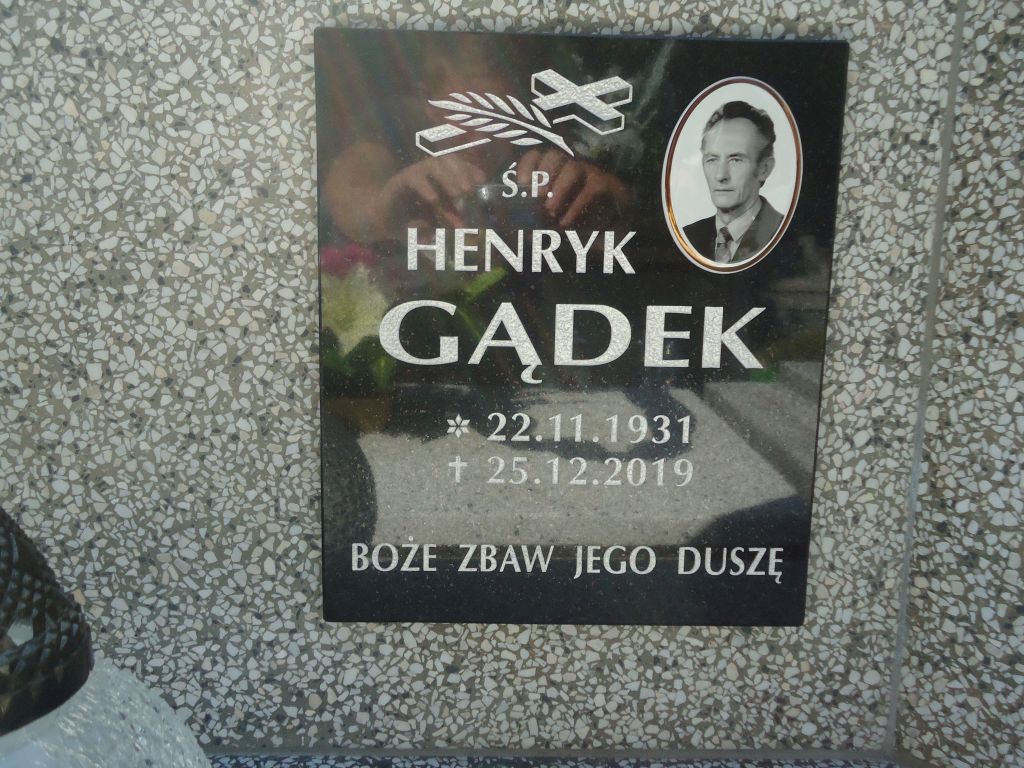 Ś.P.
HENRYK
GĄDEK
* 22.11.1931
† 25.12.2019
BOŻE ZBAW JEGO DUSZĘ